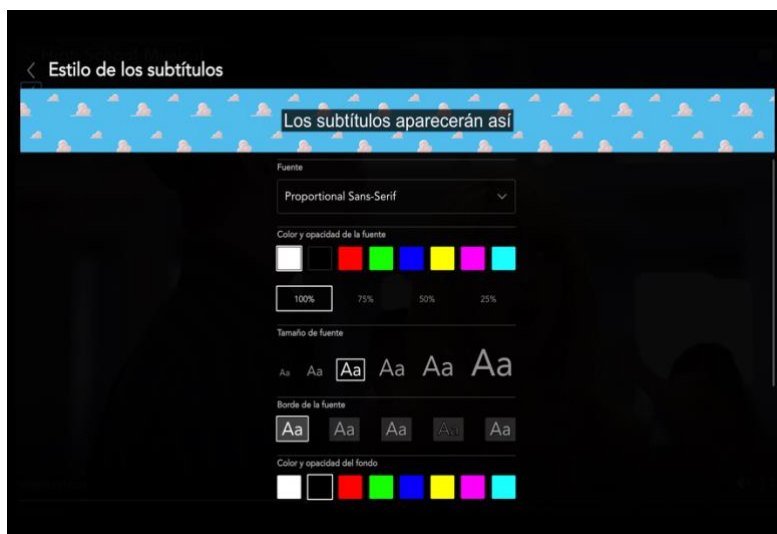 Estilo de los subtítulos
Los subtítulos aparecerán así
Fuente
Proportional Sans-Serif
Color y opacidad de la fuente
100% 75% 50% 25%
Tamaño de fuente
Aa Aa Aa Aa Aa Aa
Borde de la fuente
Aa Aa Aa Aa Aa
Color y opacidad del fondo